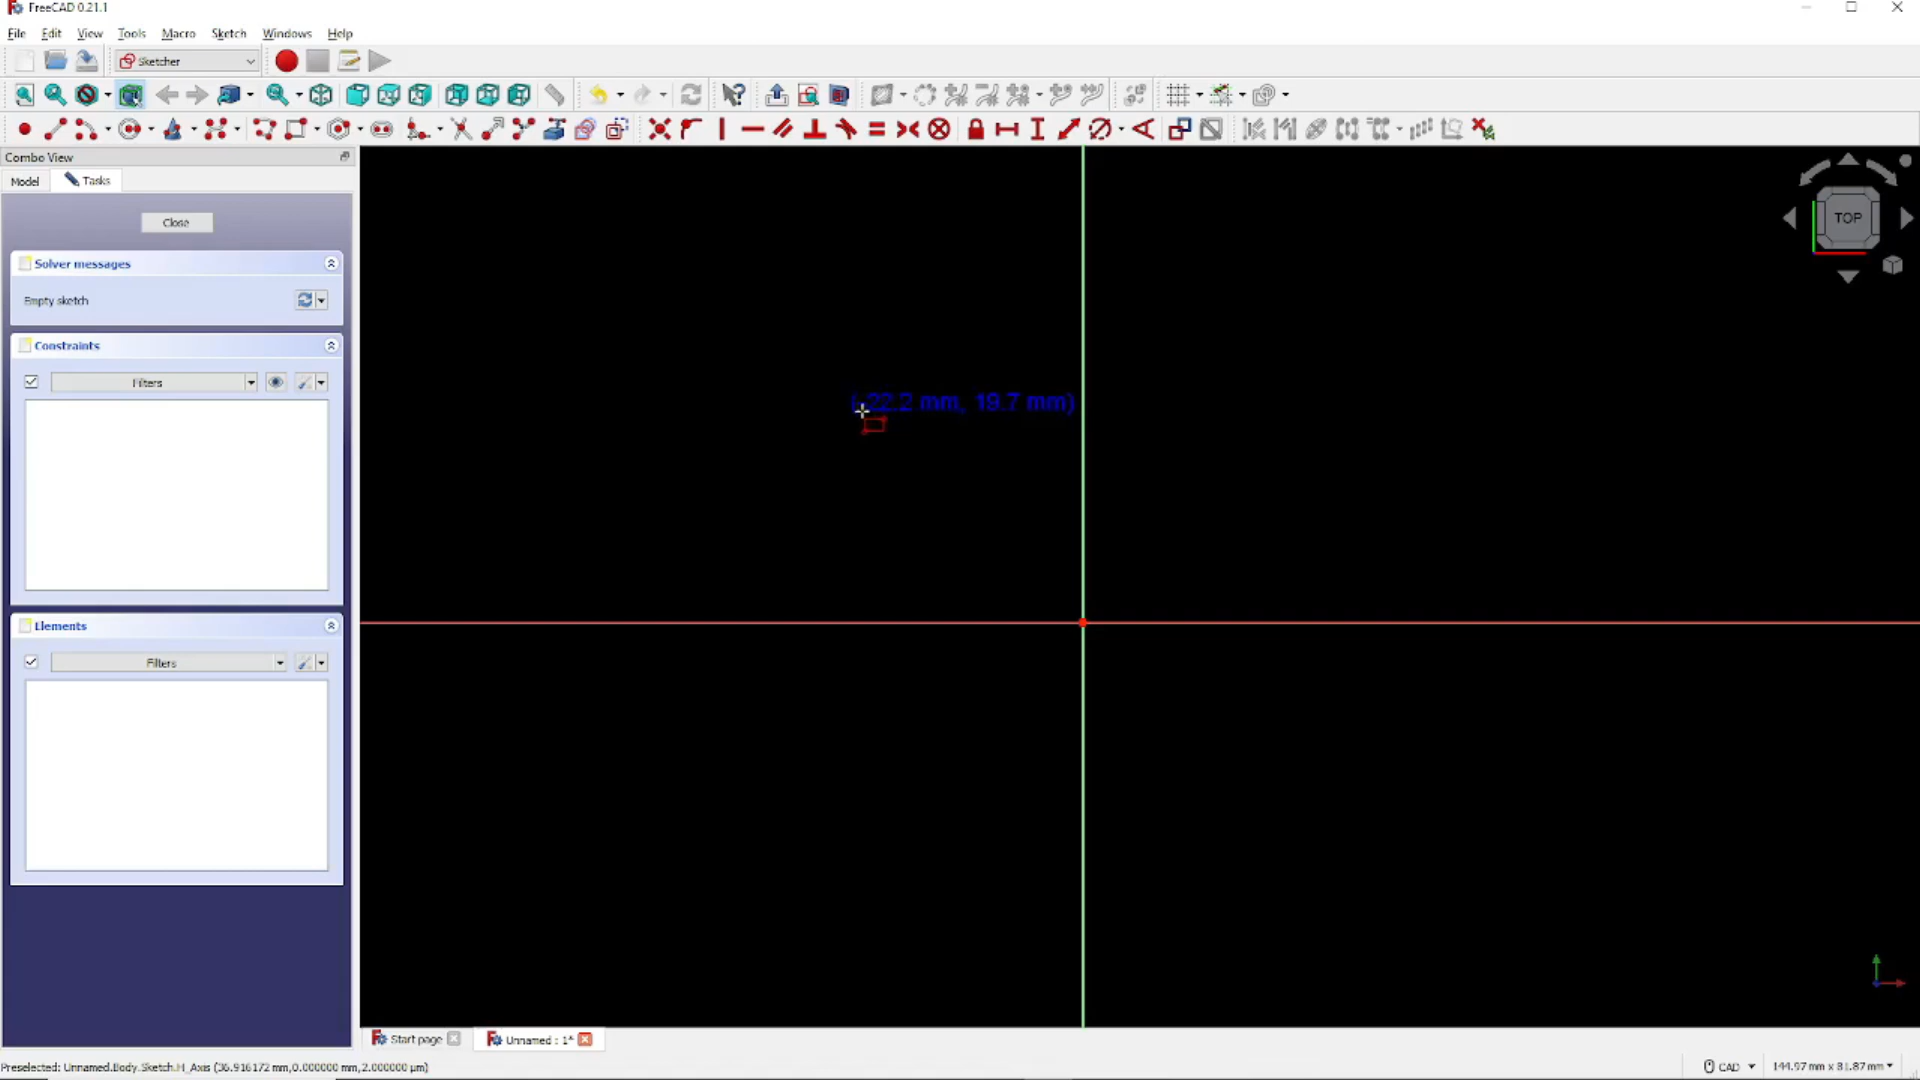 FreeCAD 0.21.1
File Edit View Tools Macro Sketch Windows Help
Sketcher
Combo View
Model Tasks
Close
Solver messages
Empty sketch
Constraints
Filters
Elements
Filters
(-22.2 mm, 19.7 mm)
TOP
Start page Unnamed : 1*
Preselected: Unnamed.Body.Sketch.H_Axis (36.916172 mm,0.000000 mm,2.000000 µm)
CAD 144.97 mm x 81.87 mm